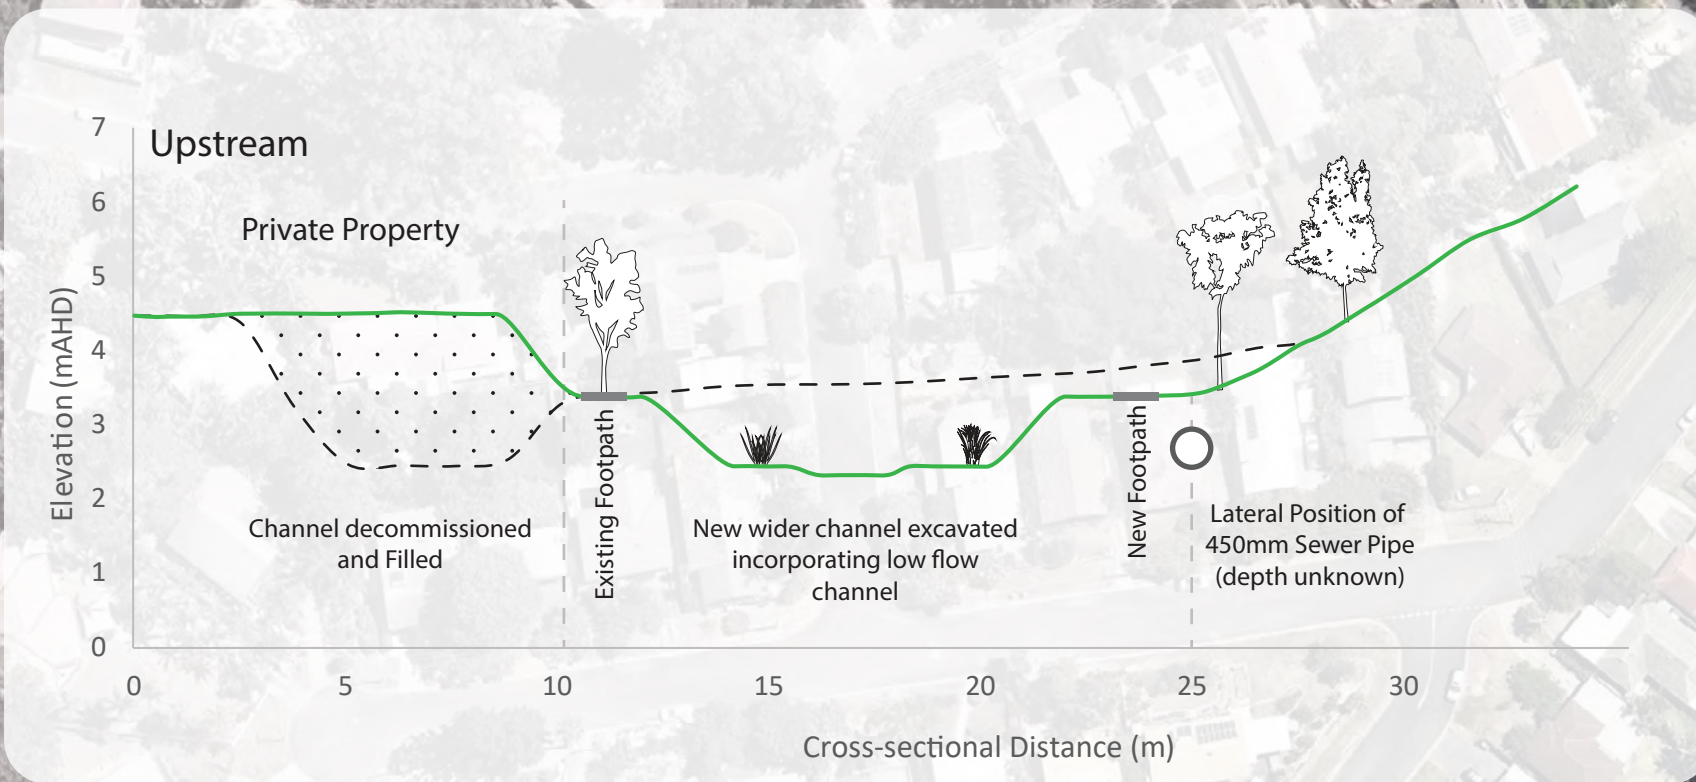 Upstream
Private Property
7
6
5
4
3
2
1
0
Elevation (mAHD)
Channel decommissioned
and Filled
Existing Footpath
New wider channel excavated
incorporating low flow
channel
New Footpath
Lateral Position of
450mm Sewer Pipe
(depth unknown)
0 5 10 15 20 25 30
Cross-sectional Distance (m)